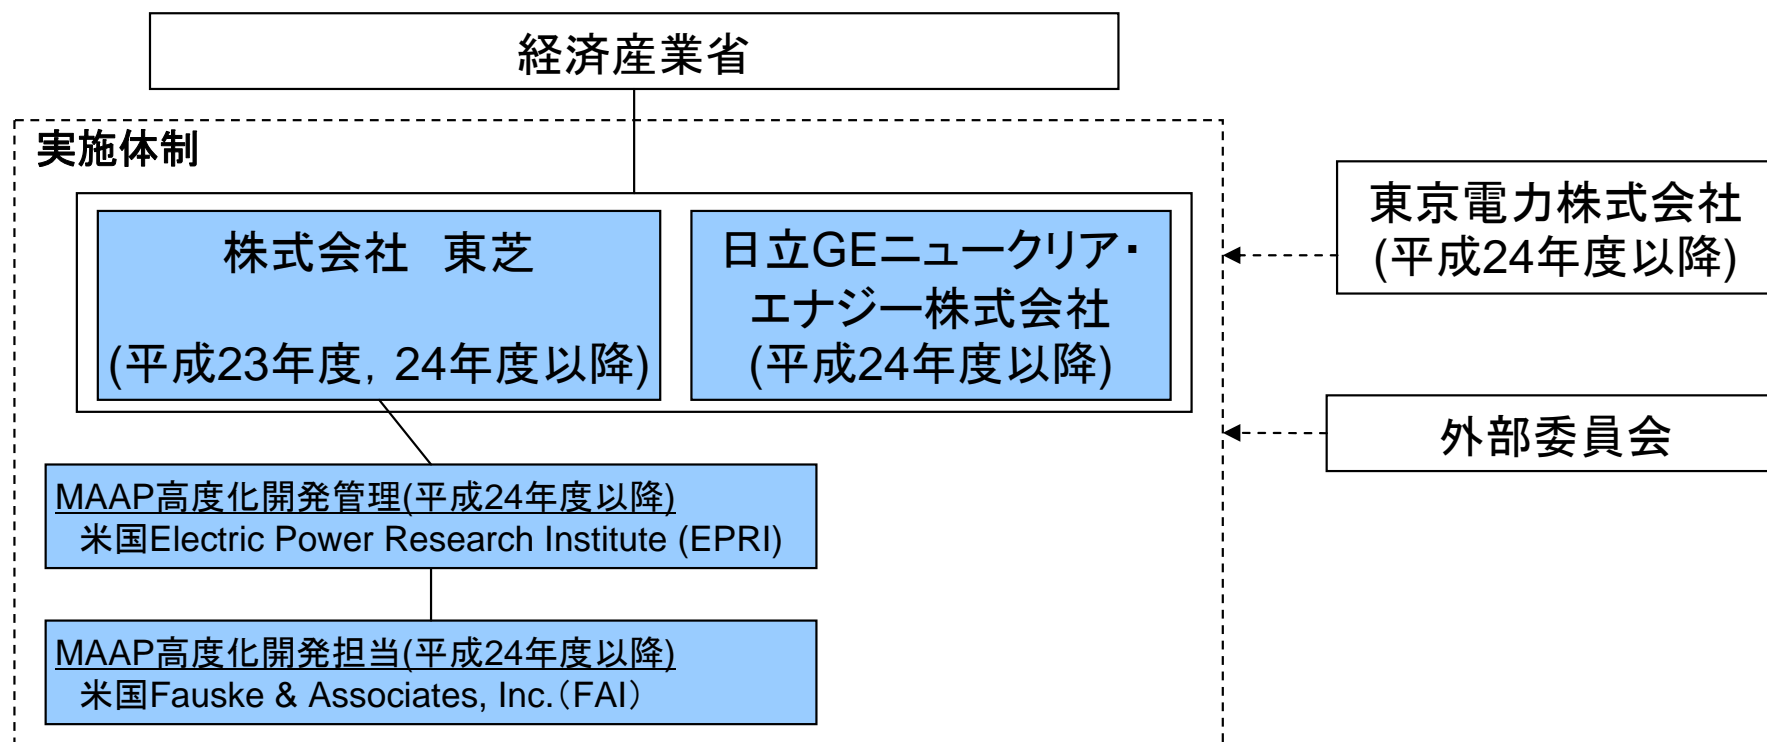 経済産業省
実施体制
株式会社　東芝
(平成23年度，24年度以降)
日立GEニュークリア・
エナジー株式会社
(平成24年度以降)
東京電力株式会社
(平成24年度以降)
外部委員会
MAAP高度化開発管理(平成24年度以降)
米国Electric Power Research Institute (EPRI)
MAAP高度化開発担当(平成24年度以降)
米国Fauske & Associates, Inc.（FAI）